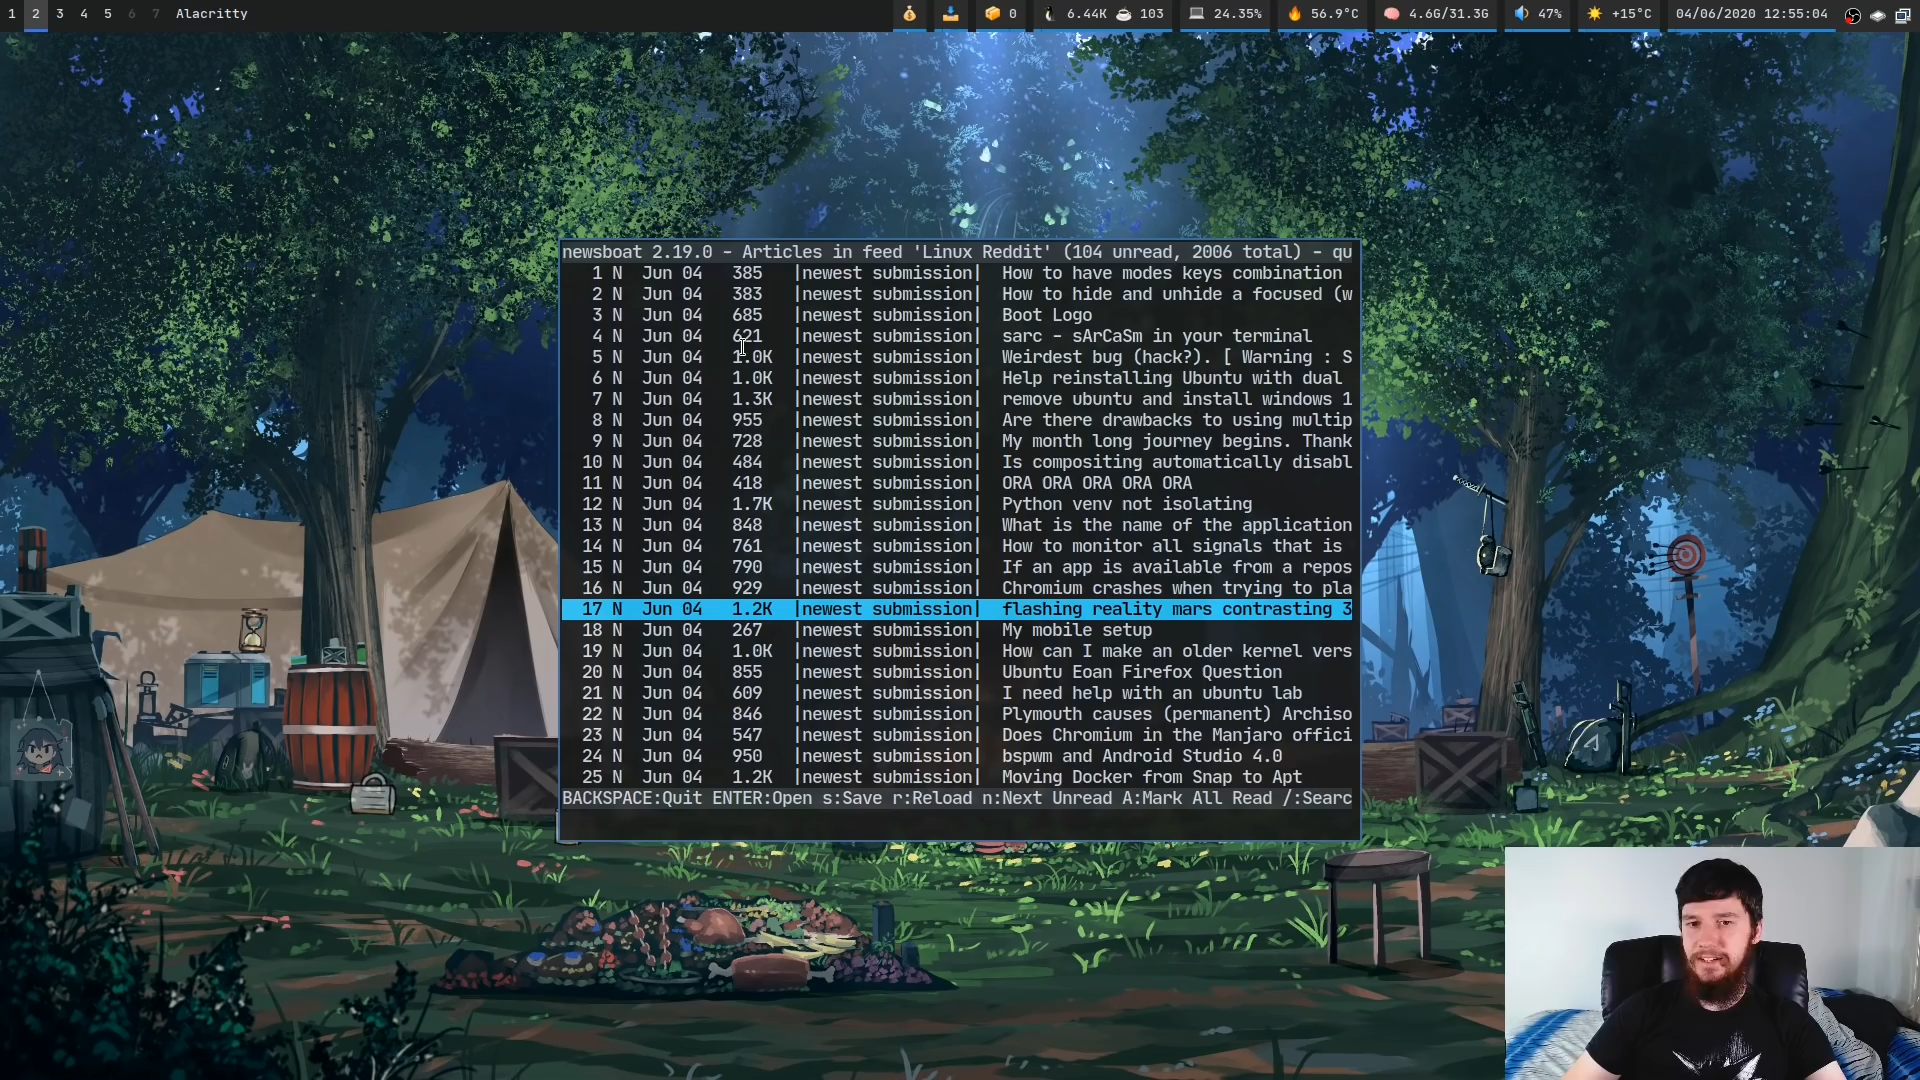 1 2 3 4 5 6 7 Alacritty 0 6.44K 103 24.35% 56.9°C 4.6G/31.3G 47% +15°C 04/06/2020 12:55:04
newsboat 2.19.0 - Articles in feed 'Linux Reddit' (104 unread, 2006 total) - qu
1 N Jun 04 385 |newest submission| How to have modes keys combination
2 N Jun 04 383 |newest submission| How to hide and unhide a focused (w
3 N Jun 04 685 |newest submission| Boot Logo
4 N Jun 04 621 |newest submission| sarc - sArCaSm in your terminal
5 N Jun 04 1.0K |newest submission| Weirdest bug (hack?). [ Warning : S
6 N Jun 04 1.0K |newest submission| Help reinstalling Ubuntu with dual
7 N Jun 04 1.3K |newest submission| remove ubuntu and install windows 1
8 N Jun 04 955 |newest submission| Are there drawbacks to using multip
9 N Jun 04 728 |newest submission| My month long journey begins. Thank
10 N Jun 04 484 |newest submission| Is compositing automatically disabl
11 N Jun 04 418 |newest submission| ORA ORA ORA ORA ORA
12 N Jun 04 1.7K |newest submission| Python venv not isolating
13 N Jun 04 848 |newest submission| What is the name of the application
14 N Jun 04 761 |newest submission| How to monitor all signals that is
15 N Jun 04 790 |newest submission| If an app is available from a repos
16 N Jun 04 929 |newest submission| Chromium crashes when trying to pla
17 N Jun 04 1.2K |newest submission| flashing reality mars contrasting 3
18 N Jun 04 267 |newest submission| My mobile setup
19 N Jun 04 1.0K |newest submission| How can I make an older kernel vers
20 N Jun 04 855 |newest submission| Ubuntu Eoan Firefox Question
21 N Jun 04 609 |newest submission| I need help with an ubuntu lab
22 N Jun 04 846 |newest submission| Plymouth causes (permanent) Archiso
23 N Jun 04 547 |newest submission| Does Chromium in the Manjaro offici
24 N Jun 04 950 |newest submission| bspwm and Android Studio 4.0
25 N Jun 04 1.2K |newest submission| Moving Docker from Snap to Apt
BACKSPACE:Quit ENTER:Open s:Save r:Reload n:Next Unread A:Mark All Read /:Searc